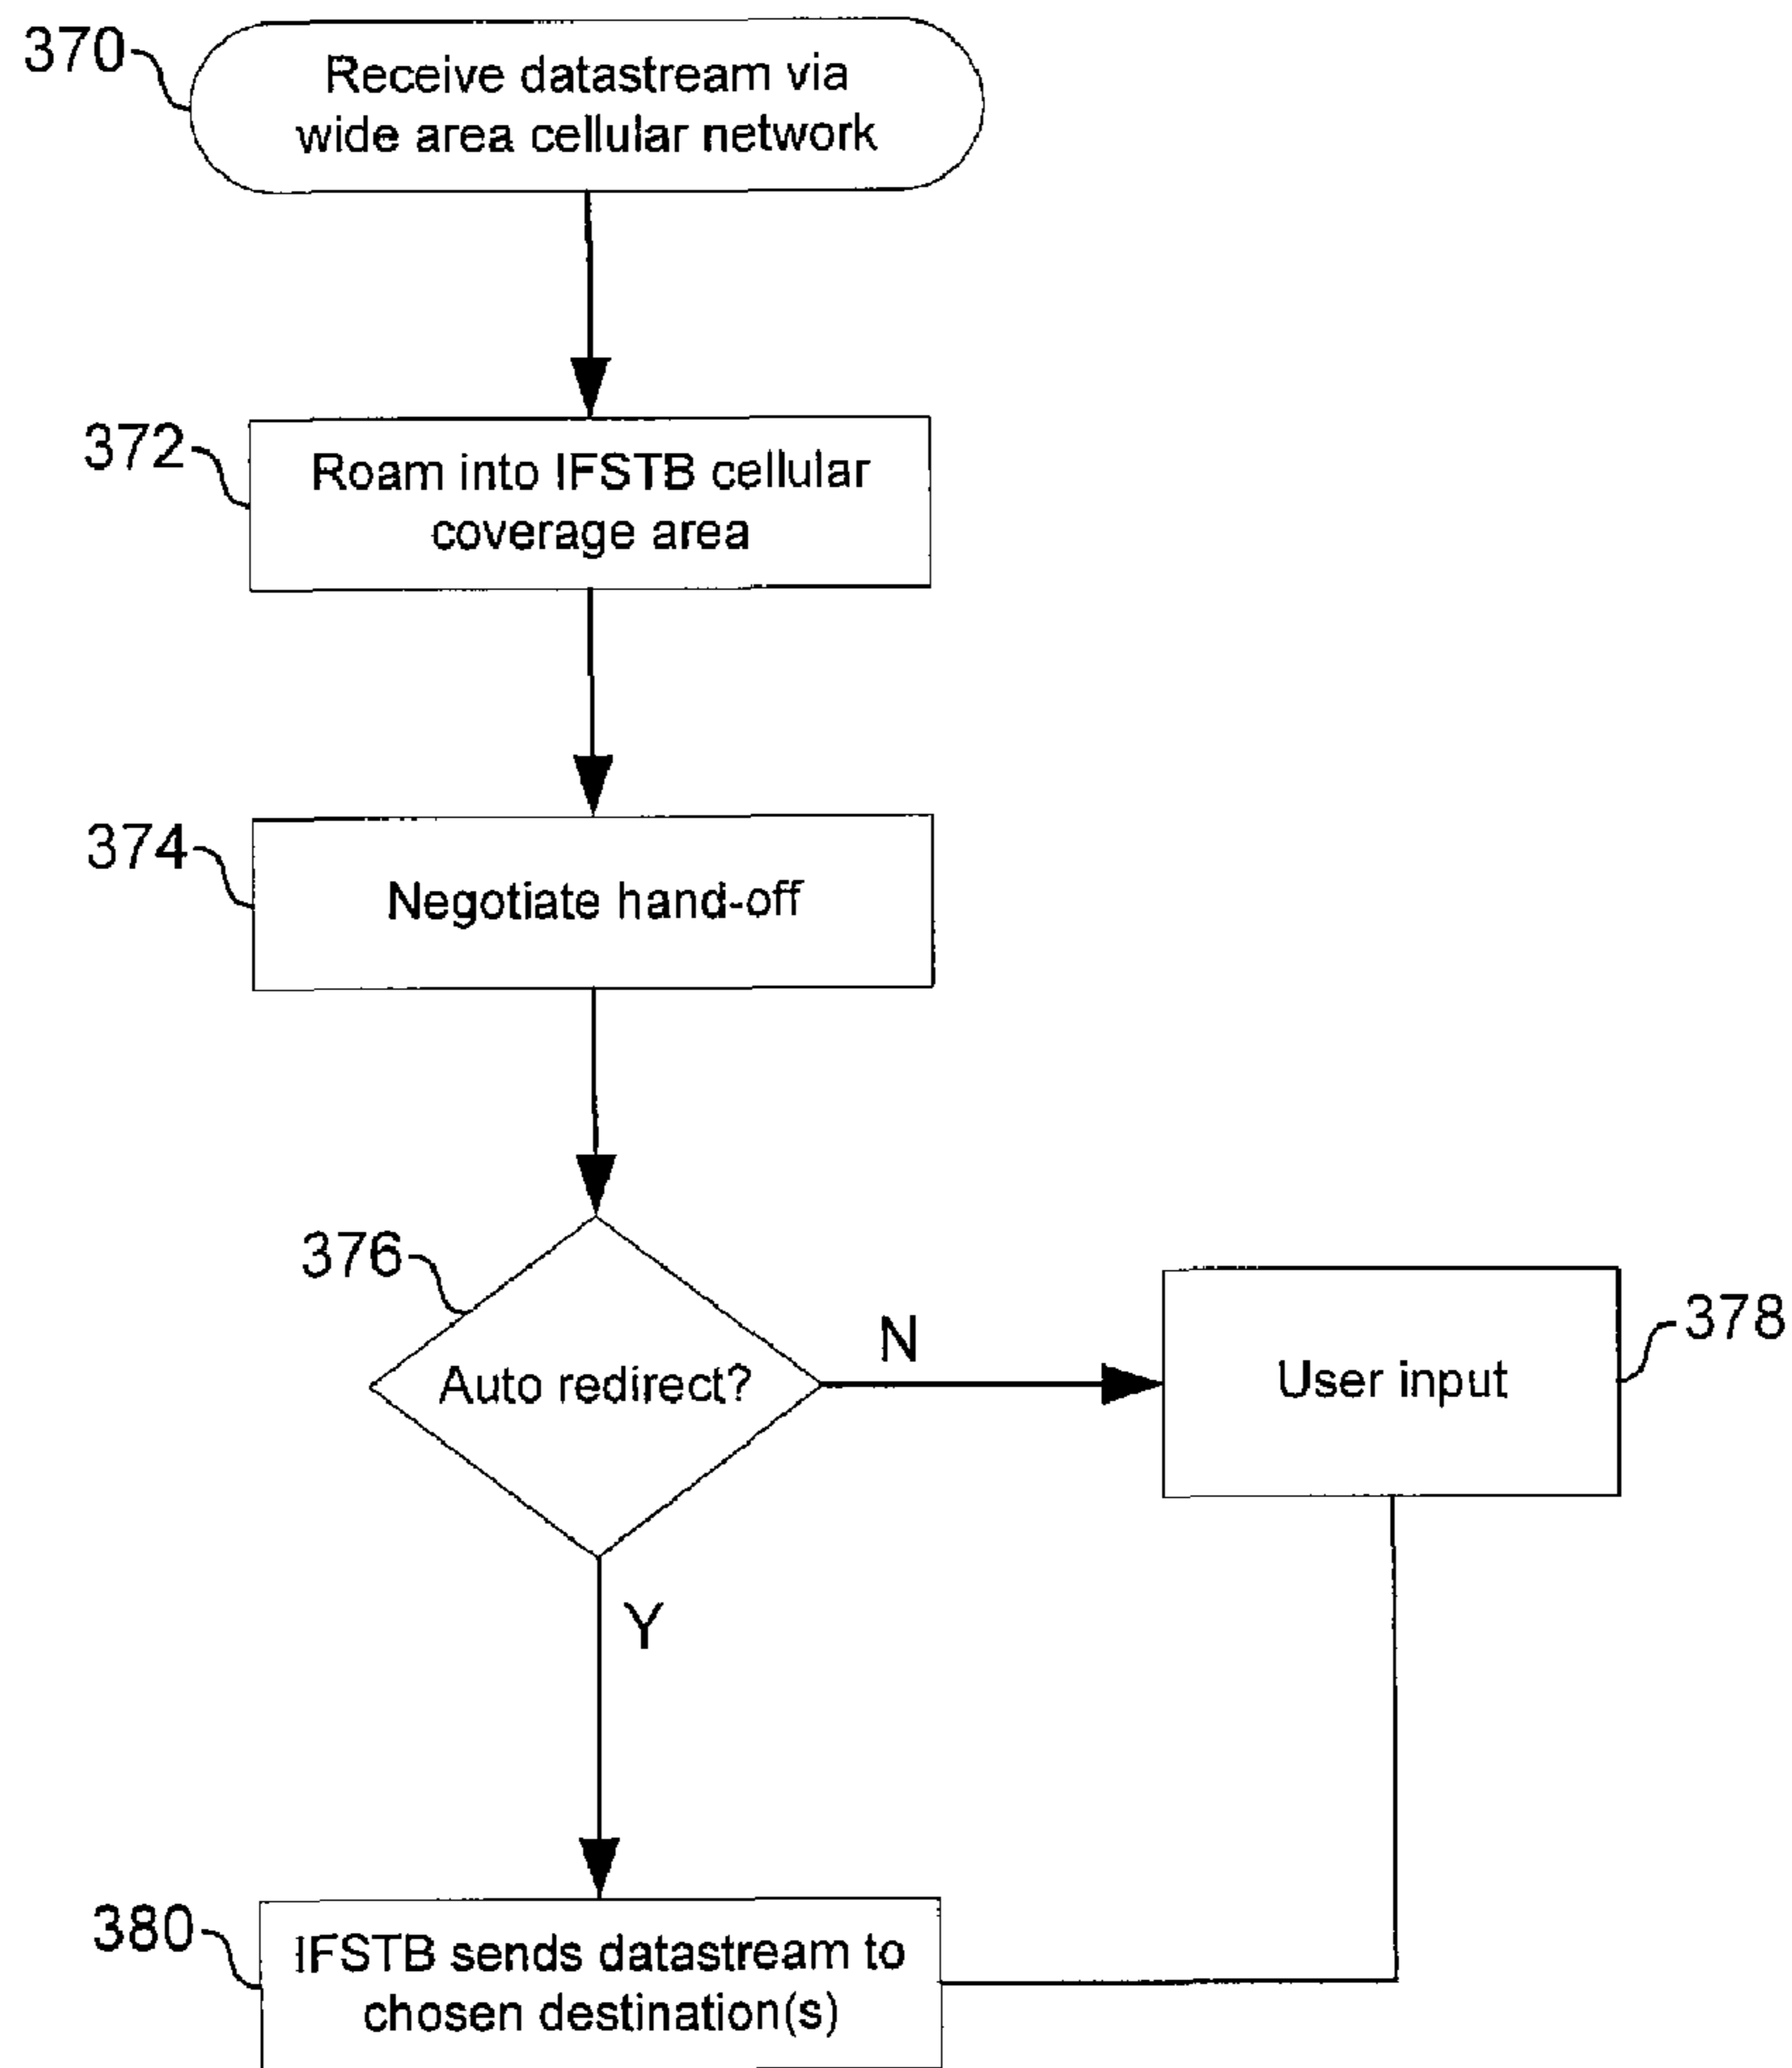 370
Receive datastream via
wide area cellular network
372
Roam into IFSTB cellular
coverage area
374
Negotiate hand-off
376
Auto redirect?
N
User input
378
Y
380
IFSTB sends datastream to
chosen destination(s)